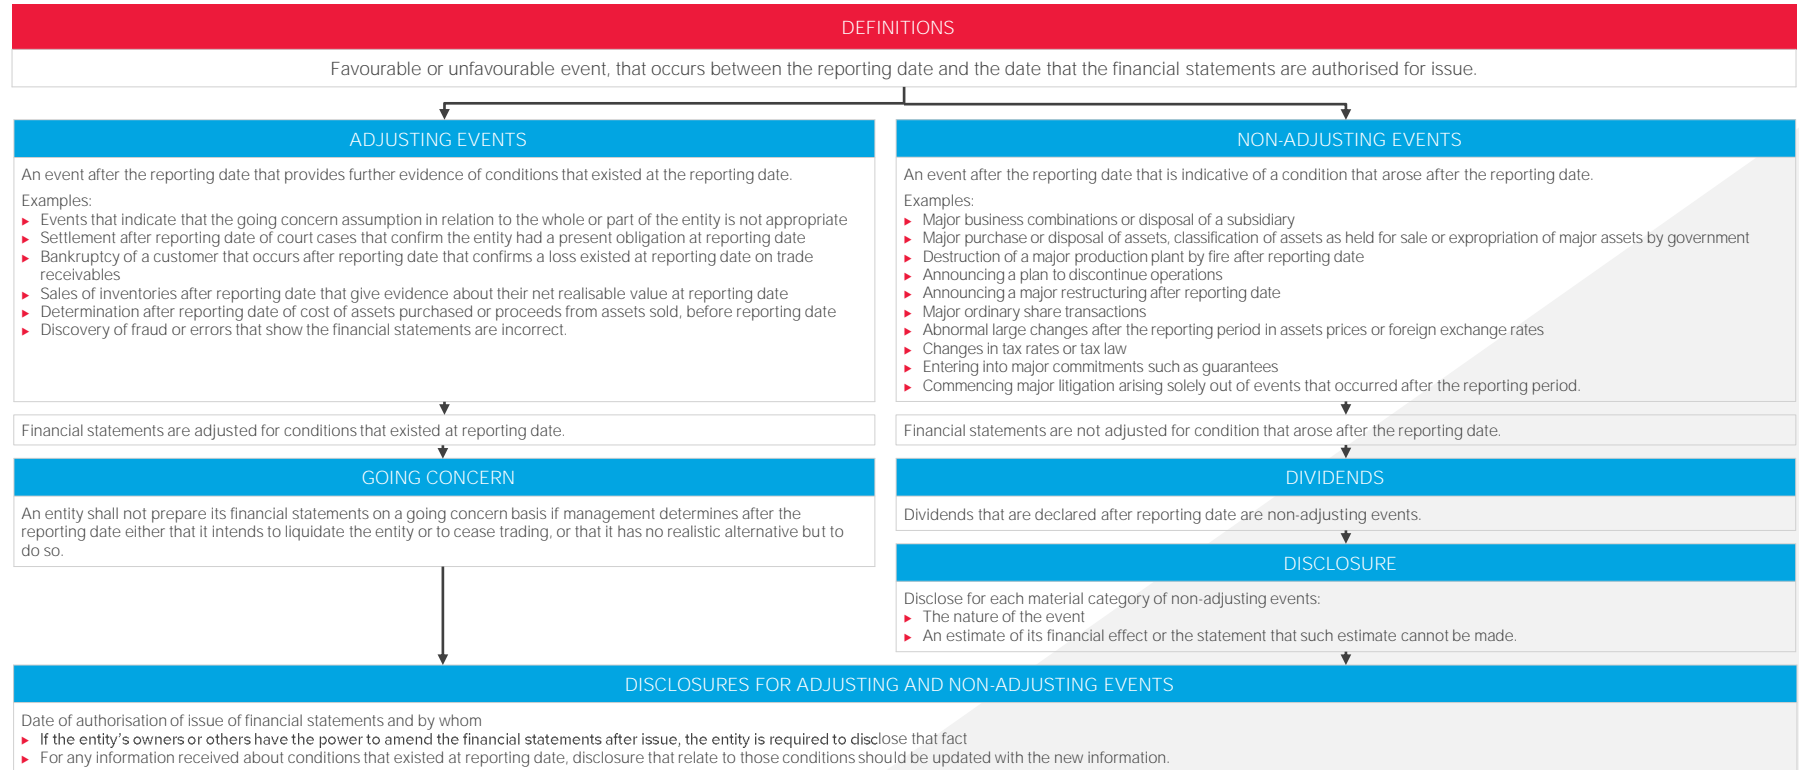 DEFINITIONS
Favourable or unfavourable event, that occurs between the reporting date and the date that the financial statements are authorised for issue.
ADJUSTING EVENTS
An event after the reporting date that provides further evidence of conditions that existed at the reporting date.
Examples:
► Events that indicate that the going concern assumption in relation to the whole or part of the entity is not appropriate
► Settlement after reporting date of court cases that confirm the entity had a present obligation at reporting date
► Bankruptcy of a customer that occurs after reporting date that confirms a loss existed at reporting date on trade
receivables
► Sales of inventories after reporting date that give evidence about their net realisable value at reporting date
► Determination after reporting date of cost of assets purchased or proceeds from assets sold, before reporting date
► Discovery of fraud or errors that show the financial statements are incorrect.
Financial statements are adjusted for conditions that existed at reporting date.
GOING CONCERN
An entity shall not prepare its financial statements on a going concern basis if management determines after the
reporting date either that it intends to liquidate the entity or to cease trading, or that it has no realistic alternative but to
do so.
NON-ADJUSTING EVENTS
An event after the reporting date that is indicative of a condition that arose after the reporting date.
Examples:
► Major business combinations or disposal of a subsidiary
► Major purchase or disposal of assets, classification of assets as held for sale or expropriation of major assets by government
► Destruction of a major production plant by fire after reporting date
► Announcing a plan to discontinue operations
► Announcing a major restructuring after reporting date
► Major ordinary share transactions
► Abnormal large changes after the reporting period in assets prices or foreign exchange rates
► Changes in tax rates or tax law
► Entering into major commitments such as guarantees
► Commencing major litigation arising solely out of events that occurred after the reporting period.
Financial statements are not adjusted for condition that arose after the reporting date.
DIVIDENDS
Dividends that are declared after reporting date are non-adjusting events.
DISCLOSURE
Disclose for each material category of non-adjusting events:
► The nature of the event
► An estimate of its financial effect or the statement that such estimate cannot be made.
DISCLOSURES FOR ADJUSTING AND NON-ADJUSTING EVENTS
Date of authorisation of issue of financial statements and by whom
► If the entity's owners or others have the power to amend the financial statements after issue, the entity is required to disclose that fact
► For any information received about conditions that existed at reporting date, disclosure that relate to those conditions should be updated with the new information.